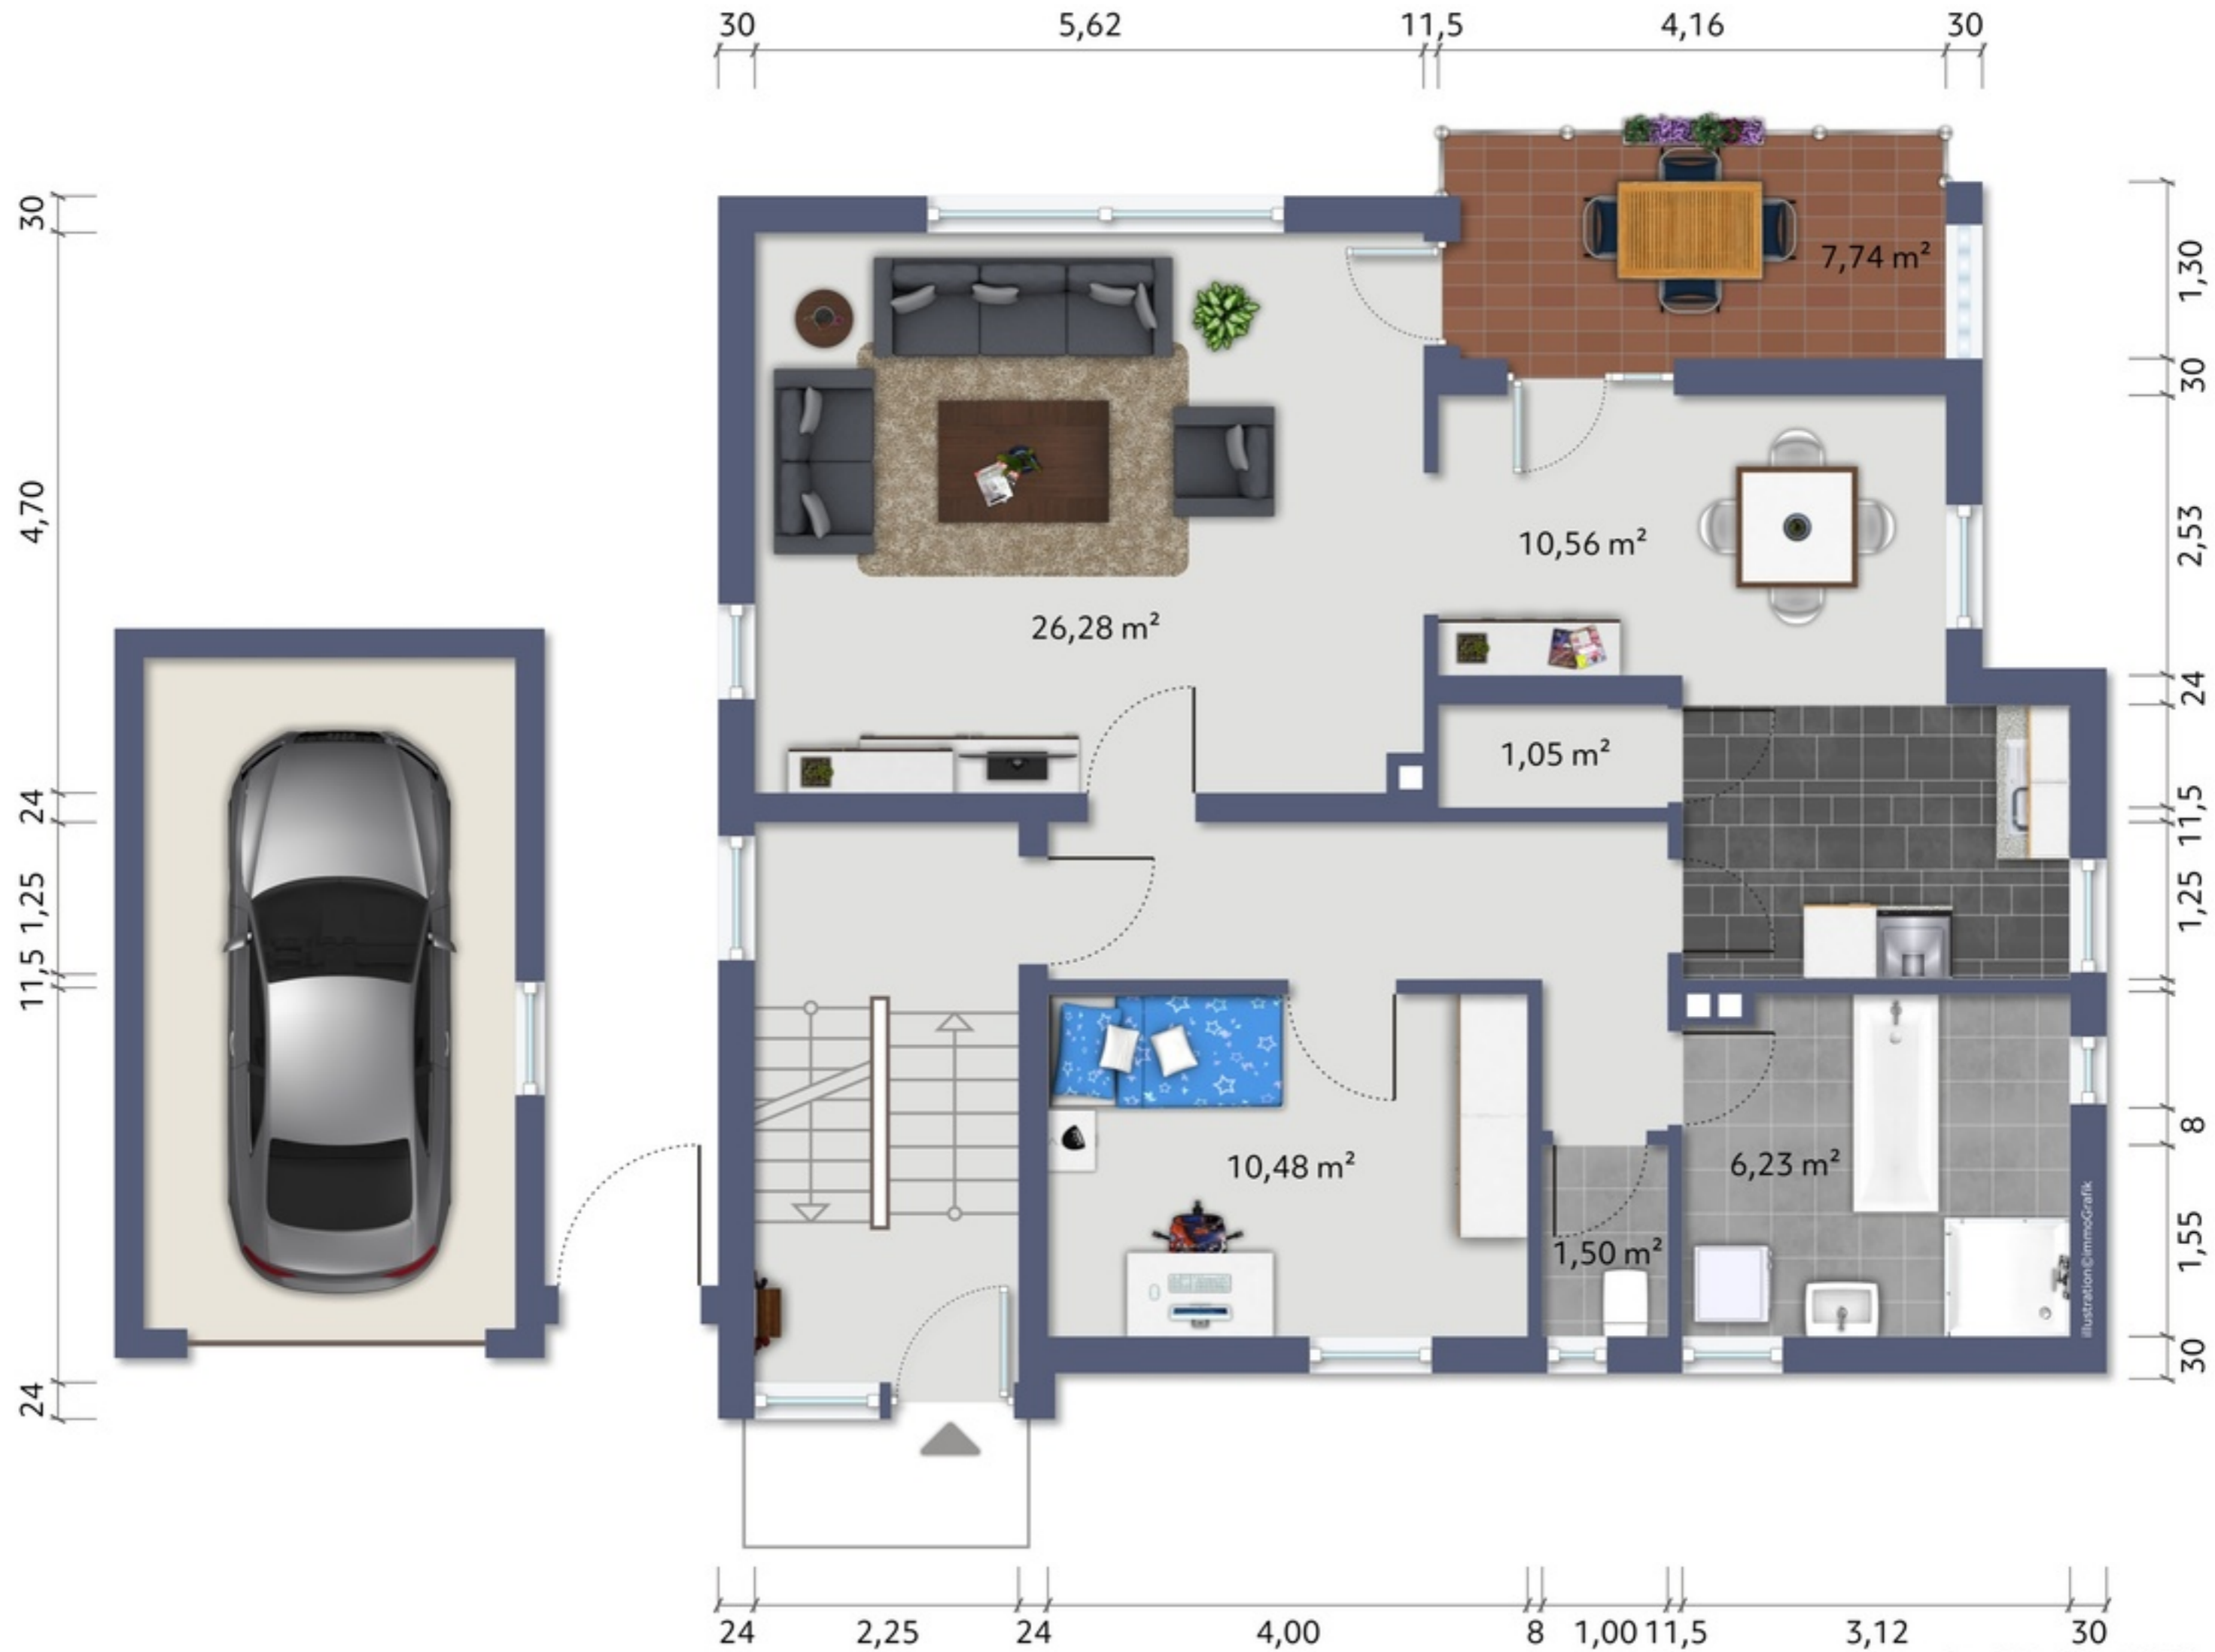 30 5,62 11,5 4,16 30
30
4,70
24
1,25
11,5
24
7,74 m²
10,56 m²
26,28 m²
1,05 m²
10,48 m²
1,50 m²
6,23 m²
illustration©immoGrafik
1,30
30
2,53
24
11,5
1,25
8
1,55
30
24 2,25 24 4,00 8 1,00 11,5 3,12 30